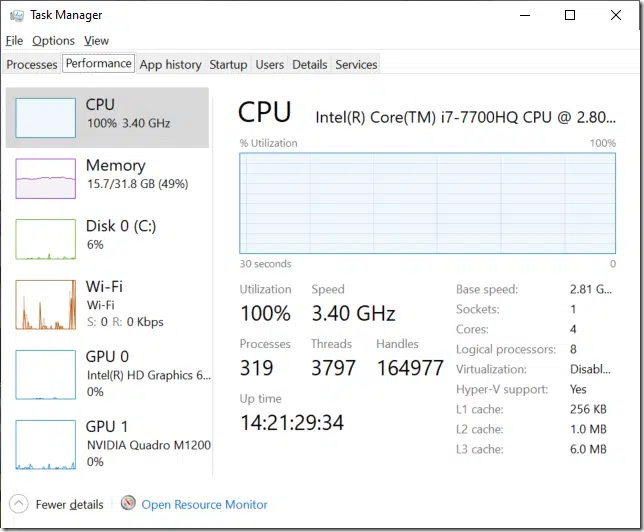 Task Manager
File Options View
Processes Performance App history Startup Users Details Services
CPU
100% 3.40 GHz
Memory
15.7/31.8 GB (49%)
Disk 0 (C:)
6%
Wi-Fi
Wi-Fi
S: 0 R: 0 Kbps
GPU 0
Intel(R) HD Graphics 6...
0%
GPU 1
NVIDIA Quadro M1200
0%
CPU Intel(R) Core(TM) i7-7700HQ CPU @ 2.80...
% Utilization 100%
30 seconds 0
Utilization Speed
100% 3.40 GHz
Processes Threads Handles
319 3797 164977
Up time
14:21:29:34
Base speed: 2.81 G...
Sockets: 1
Cores: 4
Logical processors: 8
Virtualization: Disabl...
Hyper-V support: Yes
L1 cache: 256 KB
L2 cache: 1.0 MB
L3 cache: 6.0 MB
Fewer details Open Resource Monitor